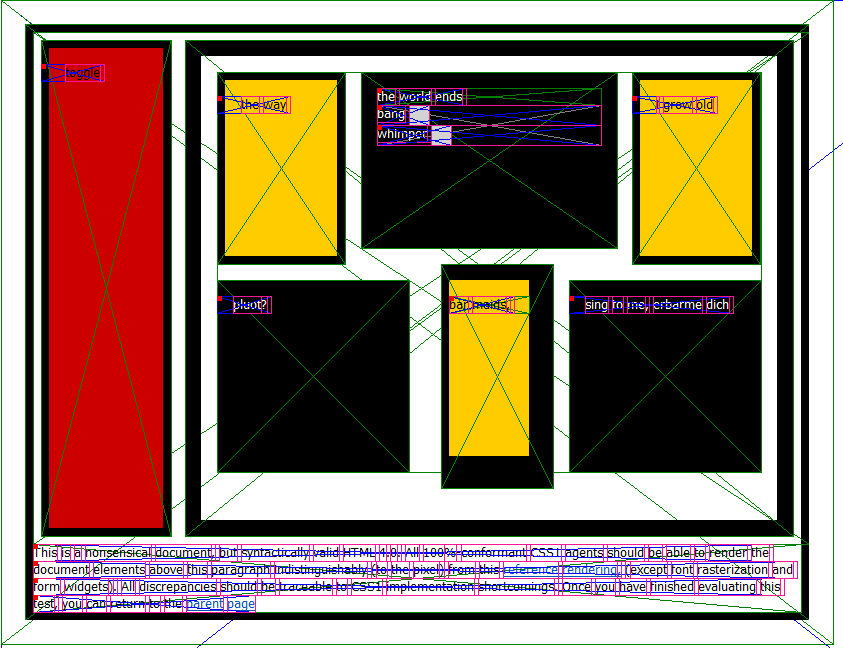 toggle
the way
the world ends
bang
whimper
I grow old
pluot?
bar maids,
sing to me, erbarme dich
This is a nonsensical document, but syntactically valid HTML 4.0. All 100%-conformant CSS1 agents should be able to render the
document elements above this paragraph indistinguishably (to the pixel) from this reference rendering, (except font rasterization and
form widgets). All discrepancies should be traceable to CSS1 implementation shortcomings. Once you have finished evaluating this
test, you can return to the parent page